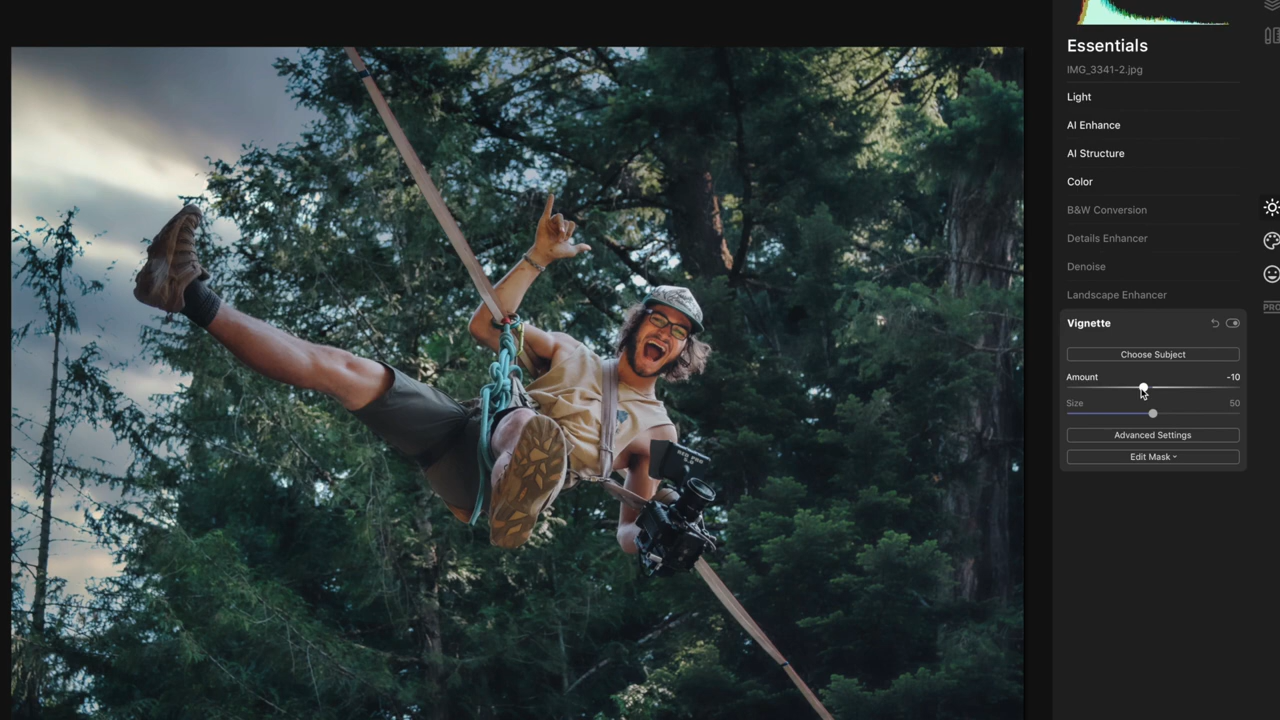 Essentials
IMG_3341-2.jpg
Light
AI Enhance
AI Structure
Color
B&W Conversion
Details Enhancer
Denoise
Landscape Enhancer
PRO
Vignette
Choose Subject
Amount -10
Size 50
Advanced Settings
Edit Mask